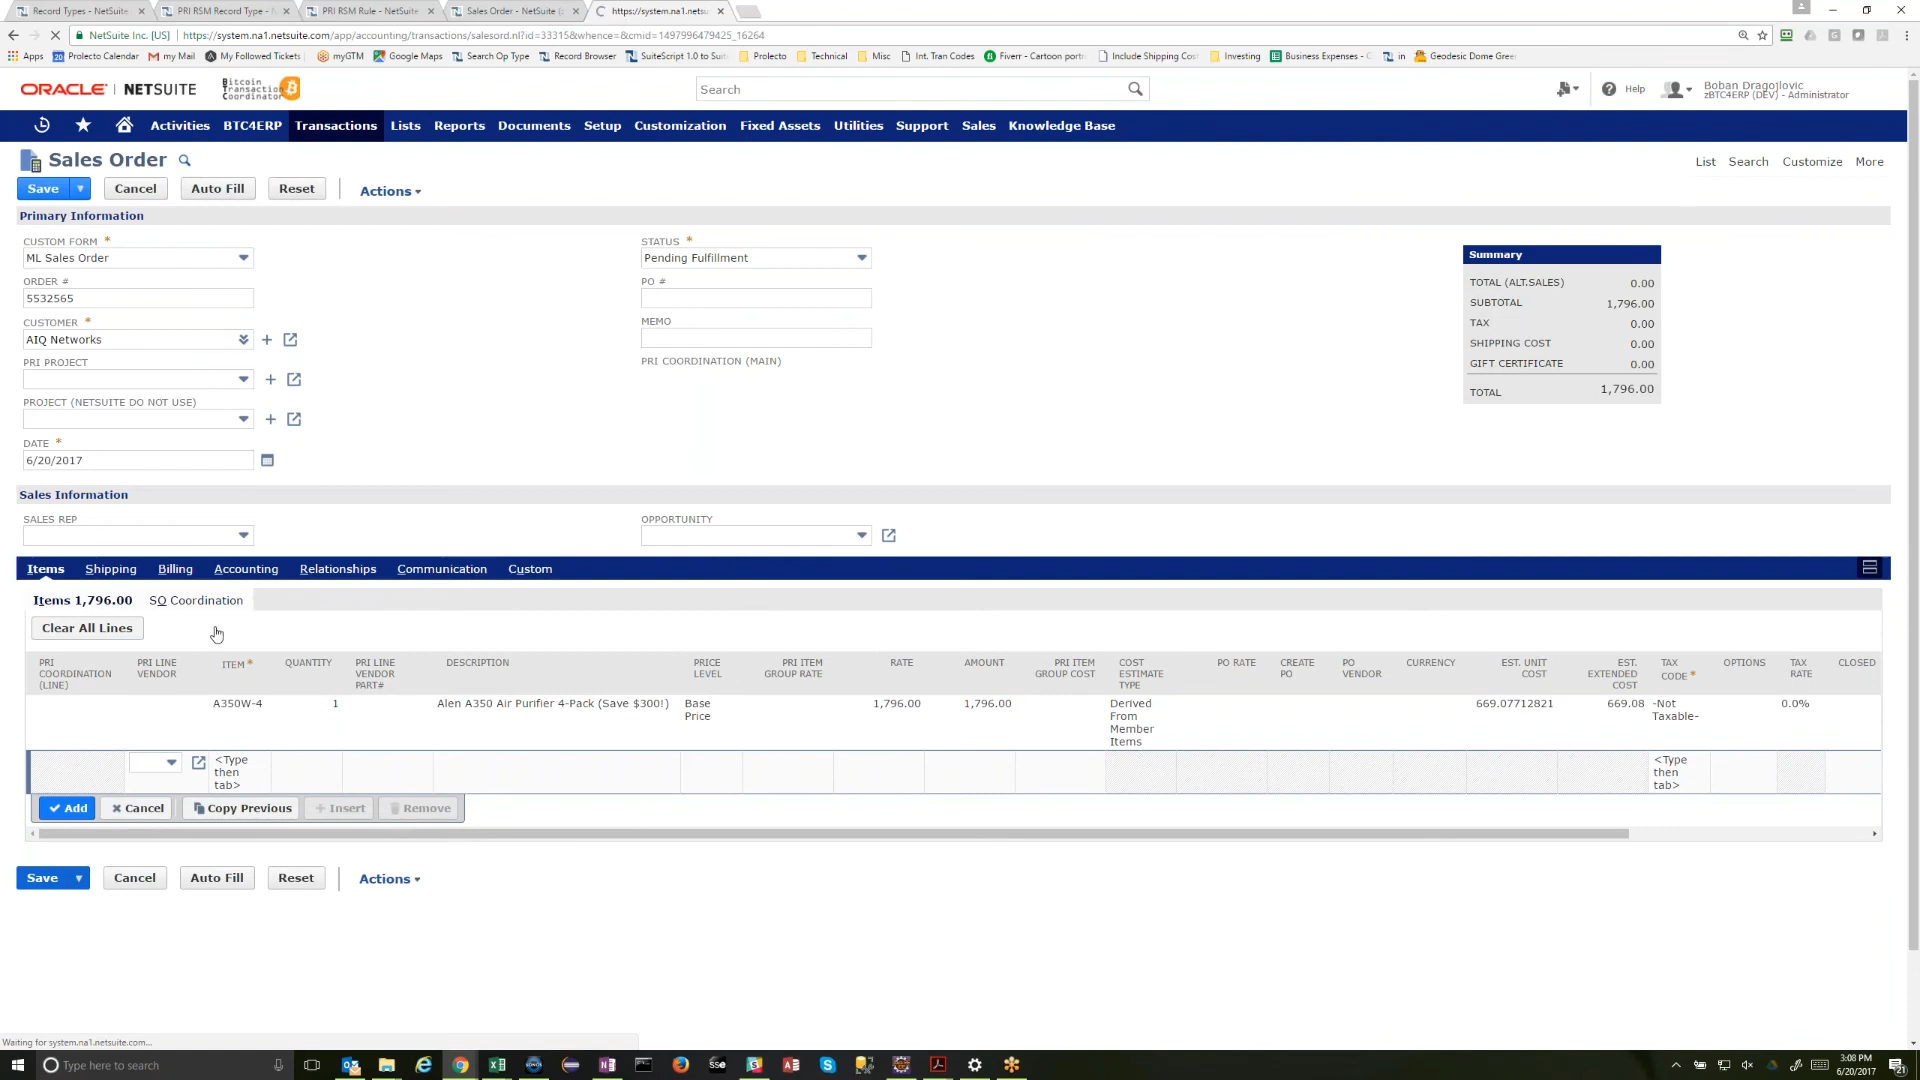 Record Types - NetSuite
PRI RSM Record Type -
PRI RSM Rule - NetSuite
Sales Order - NetSuite
https://system.na1.nets
NetSuite Inc. [US]
https://system.na1.netsuite.com/app/accounting/transactions/salesord.nl?id=33315&whence=&cmid=1497996479425_16264
Apps Prolecto Calendar my Mail My Followed Tickets myGTM Google Maps Search Op Type Record Browser SuiteScript 1.0 to Suit Prolecto Technical Misc Int. Tran Codes Fiverr - Cartoon port Include Shipping Cos Investing Business Expenses - in Geodesic Dome Gree
ORACLE | NETSUITE
Bitcoin
Transaction
Coordinator
Search
Help
Boban Dragojlovic
zBTC4ERP (DEV) - Administrator
Activities BTC4ERP Transactions Lists Reports Documents Setup Customization Fixed Assets Utilities Support Sales Knowledge Base
Sales Order
List Search Customize More
Save Cancel Auto Fill Reset Actions
Primary Information
CUSTOM FORM *
ML Sales Order
ORDER #
5532565
CUSTOMER *
AIQ Networks
PRI PROJECT
PROJECT (NETSUITE DO NOT USE)
DATE *
6/20/2017
STATUS *
Pending Fulfillment
PO #
MEMO
PRI COORDINATION (MAIN)
Summary
TOTAL (ALT.SALES) 0.00
SUBTOTAL 1,796.00
TAX 0.00
SHIPPING COST 0.00
GIFT CERTIFICATE 0.00
TOTAL 1,796.00
Sales Information
SALES REP
OPPORTUNITY
Items Shipping Billing Accounting Relationships Communication Custom
Items 1,796.00 SO Coordination
Clear All Lines
PRI COORDINATION (LINE) PRI LINE VENDOR ITEM * QUANTITY PRI LINE VENDOR PART# DESCRIPTION PRICE LEVEL PRI ITEM GROUP RATE RATE AMOUNT PRI ITEM GROUP COST COST ESTIMATE TYPE PO RATE CREATE PO PO VENDOR CURRENCY EST. UNIT COST EST. EXTENDED COST TAX CODE * OPTIONS TAX RATE CLOSED
A350W-4 1 Alen A350 Air Purifier 4-Pack (Save $300!) Base Price 1,796.00 1,796.00 Derived From Member Items 669.07712821 669.08 -Not Taxable- 0.0%
<Type then tab> <Type then tab>
Add Cancel Copy Previous Insert Remove
Save Cancel Auto Fill Reset Actions
Waiting for system.na1.netsuite.com...
Type here to search
3:08 PM
6/20/2017
21